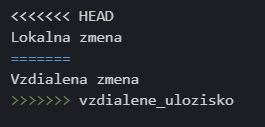 <<<<<<< HEAD
Lokalna zmena
=======
Vzdialena zmena
>>>>>>> vzdialene_ulozisko